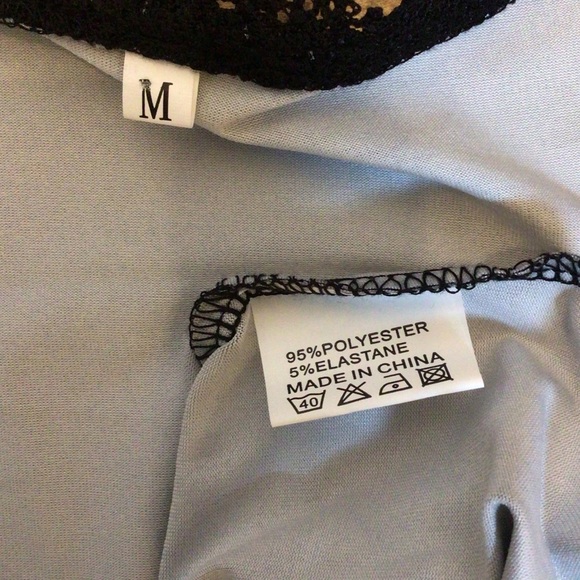 M
95%POLYESTER
5%ELASTANE
MADE IN CHINA
40